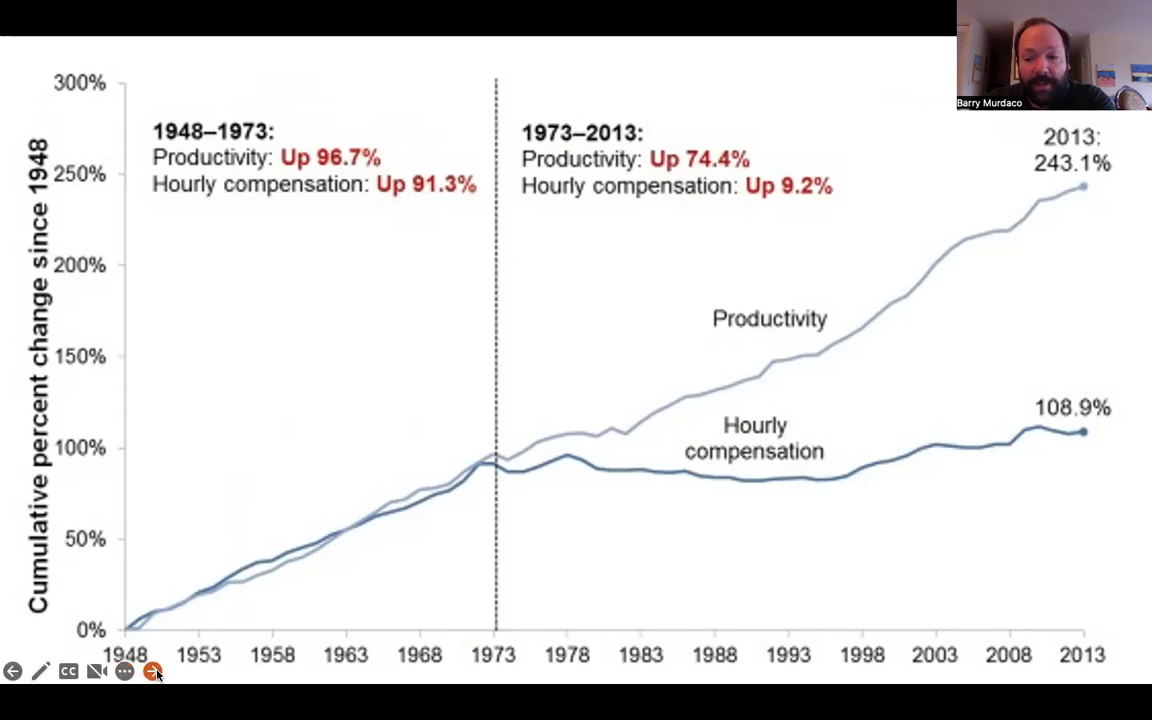 Barry Murdaco
300%
250%
200%
150%
100%
50%
0%
Cumulative percent change since 1948
1948–1973:
Productivity: Up 96.7%
Hourly compensation: Up 91.3%
1973–2013:
Productivity: Up 74.4%
Hourly compensation: Up 9.2%
2013:
243.1%
Productivity
108.9%
Hourly
compensation
1948 1953 1958 1963 1968 1973 1978 1983 1988 1993 1998 2003 2008 2013
CC